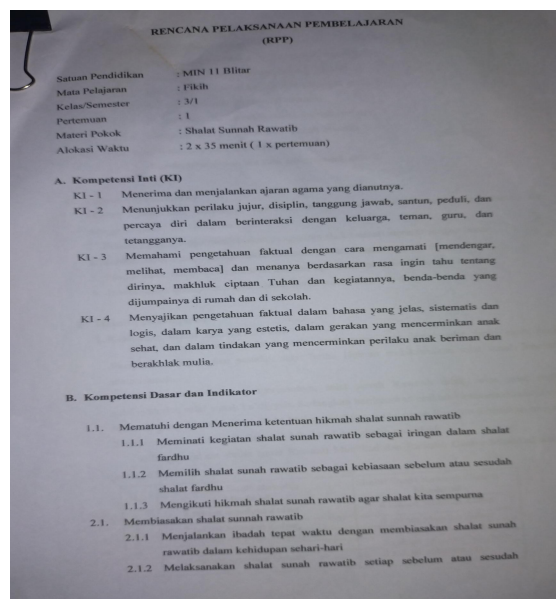 RENCANA PELAKSANAAN PEMBELAJARAN
(RPP)
Satuan Pendidikan : MIN 11 Blitar
Mata Pelajaran : Fikih
Kelas/Semester : 3/1
Pertemuan : 1
Materi Pokok : Shalat Sunnah Rawatib
Alokasi Waktu : 2 x 35 menit ( 1 x pertemuan)
A. Kompetensi Inti (KI)
KI - 1 Menerima dan menjalankan ajaran agama yang dianutnya.
KI - 2 Menunjukkan perilaku jujur, disiplin, tanggung jawab, santun, peduli, dan
percaya diri dalam berinteraksi dengan keluarga, teman, guru, dan
tetangganya.
KI - 3 Memahami pengetahuan faktual dengan cara mengamati [mendengar,
melihat, membaca] dan menanya berdasarkan rasa ingin tahu tentang
dirinya, makhluk ciptaan Tuhan dan kegiatannya, benda-benda yang
dijumpainya di rumah dan di sekolah.
KI - 4 Menyajikan pengetahuan faktual dalam bahasa yang jelas, sistematis dan
logis, dalam karya yang estetis, dalam gerakan yang mencerminkan anak
sehat, dan dalam tindakan yang mencerminkan perilaku anak beriman dan
berakhlak mulia.
B. Kompetensi Dasar dan Indikator
1.1. Mematuhi dengan Menerima ketentuan hikmah shalat sunnah rawatib
1.1.1 Meminati kegiatan shalat sunah rawatib sebagai iringan dalam shalat
fardhu
1.1.2 Memilih shalat sunah rawatib sebagai kebiasaan sebelum atau sesudah
shalat fardhu
1.1.3 Mengikuti hikmah shalat sunah rawatib agar shalat kita sempurna
2.1. Membiasakan shalat sunnah rawatib
2.1.1 Menjalankan ibadah tepat waktu dengan membiasakan shalat sunah
rawatib dalam kehidupan sehari-hari
2.1.2 Melaksanakan shalat sunah rawatib setiap sebelum atau sesudah